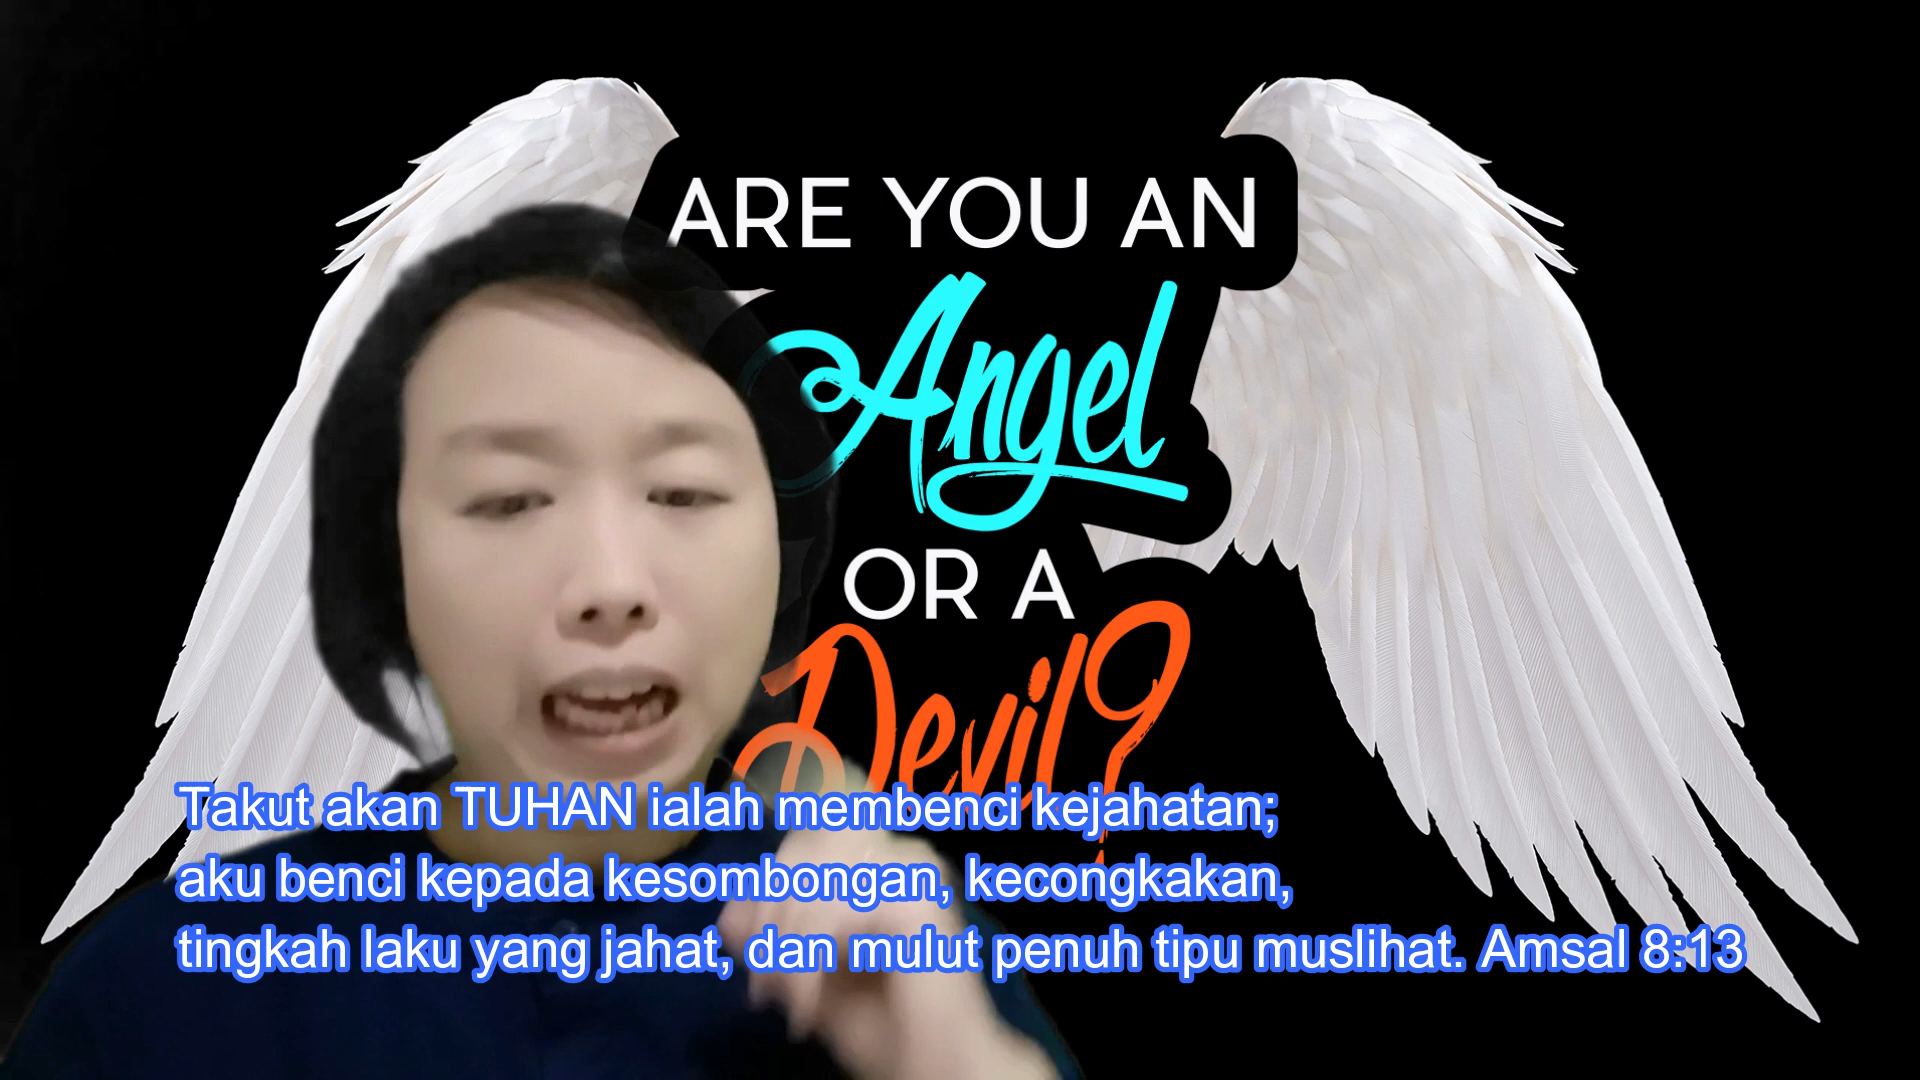 ARE YOU AN
Angel
OR A
Devil?
Takut akan TUHAN ialah membenci kejahatan;
aku benci kepada kesombongan, kecongkakan,
tingkah laku yang jahat, dan mulut penuh tipu muslihat. Amsal 8:13